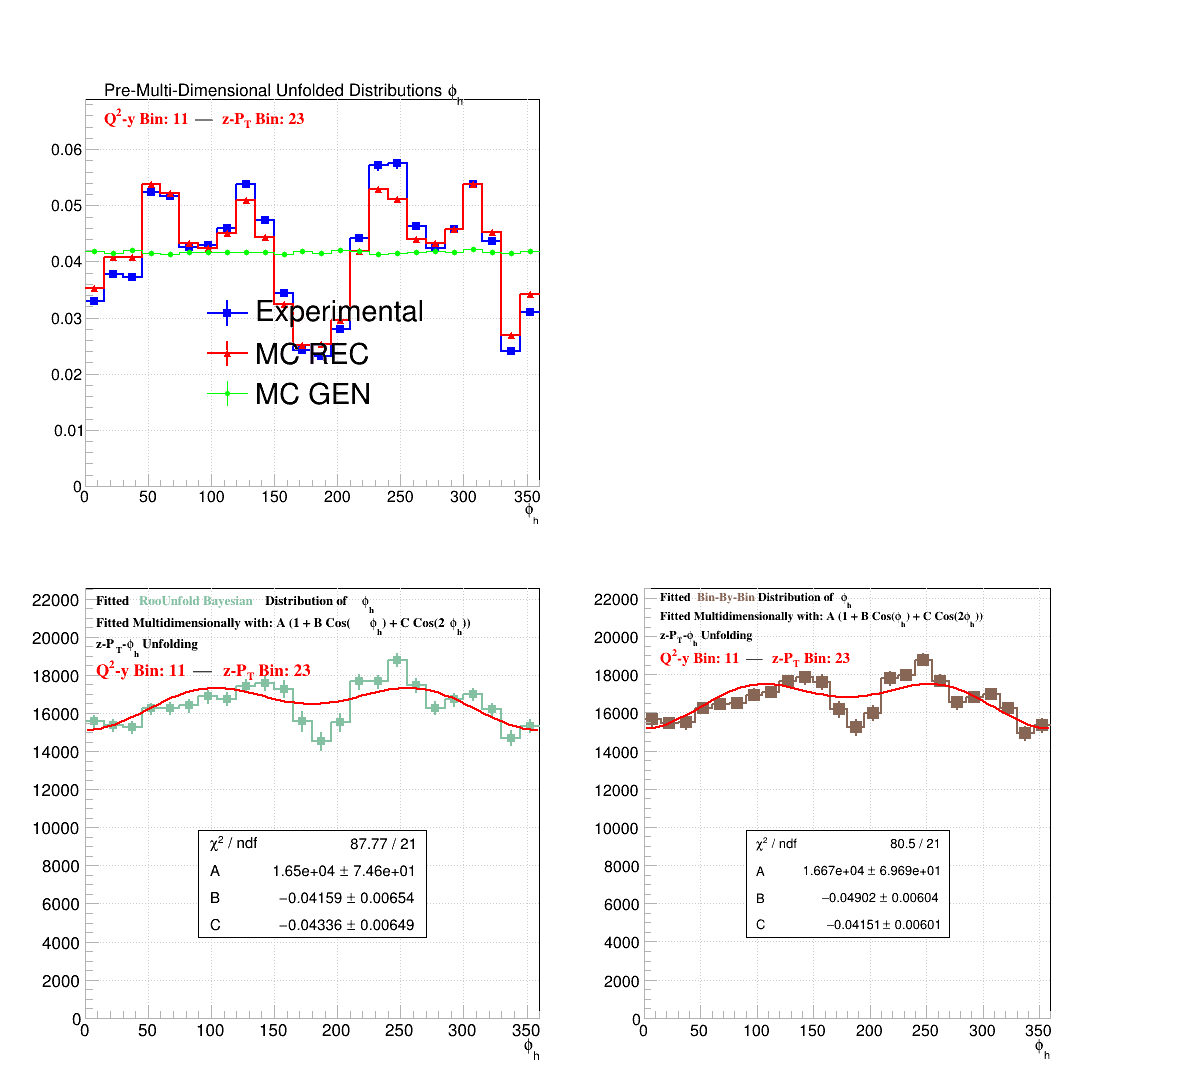 Pre-Multi-Dimensional Unfolded Distributions ϕh
Q2-y Bin: 11 — z-PT Bin: 23
0.06
0.05
0.04
0.03
0.02
0.01
0
Experimental
MC REC
MC GEN
0 50 100 150 200 250 300 350
ϕh
Fitted RooUnfold Bayesian Distribution of ϕh
Fitted Multidimensionally with: A (1 + B Cos( ϕh) + C Cos(2 ϕh))
z-PT-ϕh Unfolding
Q2-y Bin: 11 — z-PT Bin: 23
22000
20000
18000
16000
14000
12000
10000
8000
6000
4000
2000
0
χ2 / ndf 87.77 / 21
A 1.65e+04 ± 7.46e+01
B −0.04159 ± 0.00654
C −0.04336 ± 0.00649
0 50 100 150 200 250 300 350
ϕh
Fitted Bin-By-Bin Distribution of ϕh
Fitted Multidimensionally with: A (1 + B Cos(ϕh) + C Cos(2ϕh))
z-PT-ϕh Unfolding
Q2-y Bin: 11 — z-PT Bin: 23
22000
20000
18000
16000
14000
12000
10000
8000
6000
4000
2000
0
χ2 / ndf 80.5 / 21
A 1.667e+04 ± 6.969e+01
B −0.04902 ± 0.00604
C −0.04151 ± 0.00601
0 50 100 150 200 250 300 350
ϕh